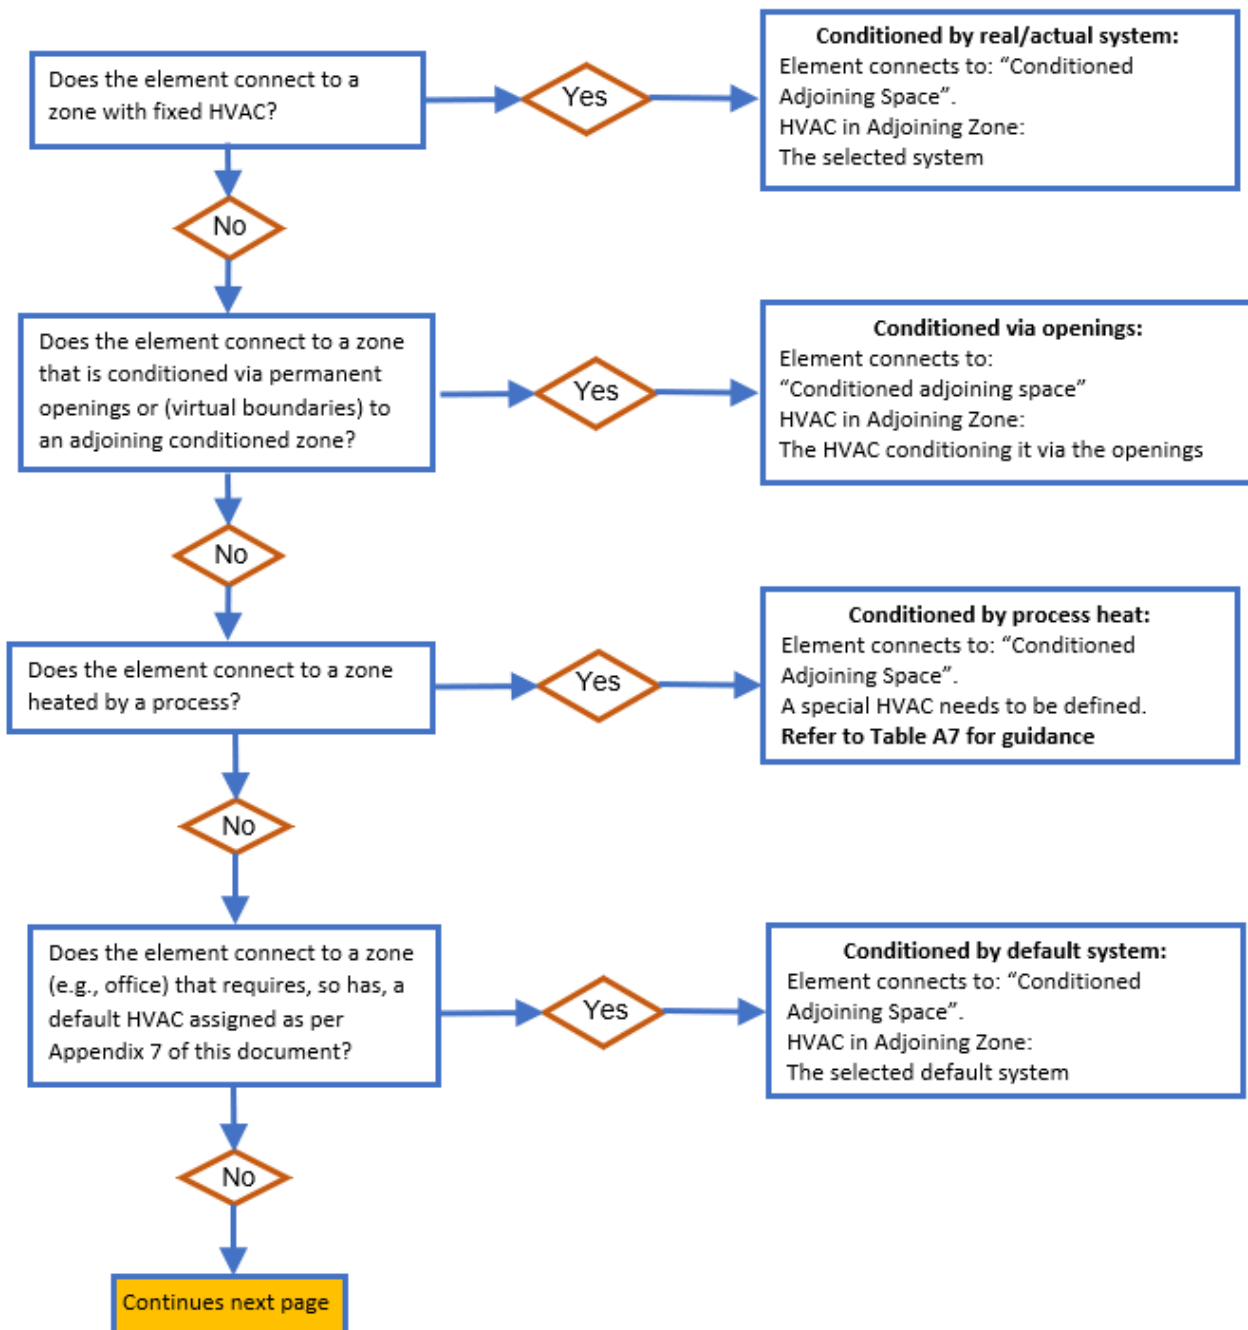 Does the element connect to a
zone with fixed HVAC?
Yes
Conditioned by real/actual system:
Element connects to: “Conditioned
Adjoining Space”.
HVAC in Adjoining Zone:
The selected system
No
Does the element connect to a zone
that is conditioned via permanent
openings or (virtual boundaries) to
an adjoining conditioned zone?
Yes
Conditioned via openings:
Element connects to:
“Conditioned adjoining space”
HVAC in Adjoining Zone:
The HVAC conditioning it via the openings
No
Does the element connect to a zone
heated by a process?
Yes
Conditioned by process heat:
Element connects to: “Conditioned
Adjoining Space”.
A special HVAC needs to be defined.
Refer to Table A7 for guidance
No
Does the element connect to a zone
(e.g., office) that requires, so has, a
default HVAC assigned as per
Appendix 7 of this document?
Yes
Conditioned by default system:
Element connects to: “Conditioned
Adjoining Space”.
HVAC in Adjoining Zone:
The selected default system
No
Continues next page